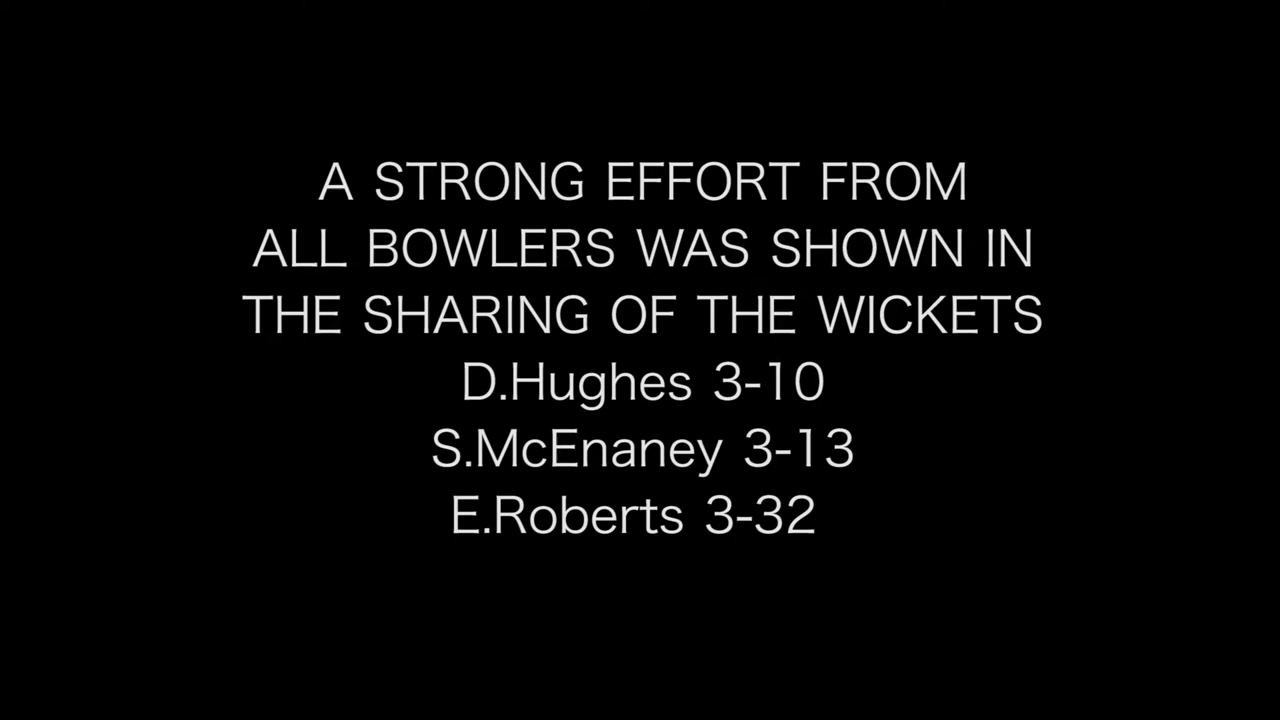 A STRONG EFFORT FROM
ALL BOWLERS WAS SHOWN IN
THE SHARING OF THE WICKETS
D.Hughes 3-10
S.McEnaney 3-13
E.Roberts 3-32